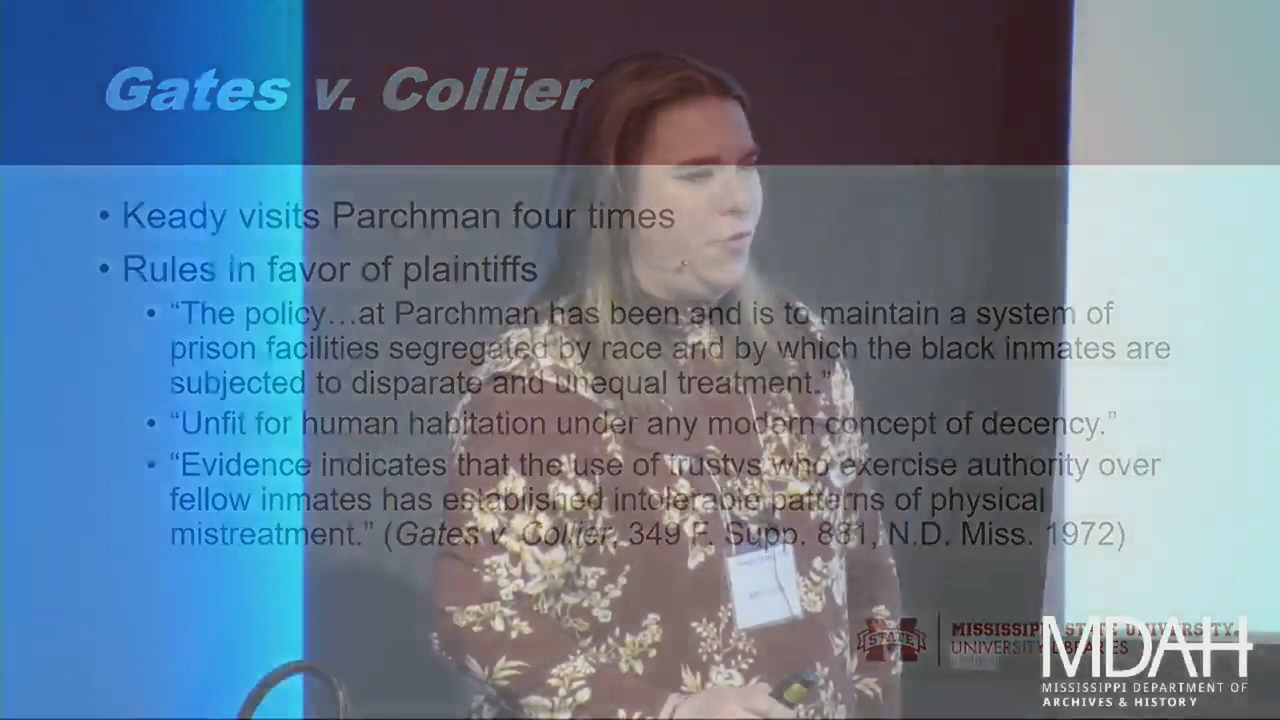 Gates v. Collier
• Keady visits Parchman four times
• Rules in favor of plaintiffs
• “The policy…at Parchman has been and is to maintain a system of
prison facilities segregated by race and by which the black inmates are
subjected to disparate and unequal treatment.”
• “Unfit for human habitation under any modern concept of decency.”
• “Evidence indicates that the use of trustys who exercise authority over
fellow inmates has established intolerable patterns of physical
mistreatment.” (Gates v. Collier, 349 F. Supp. 881, N.D. Miss. 1972)
STATE
MISSISSIPPI STATE UNIVERSITY
UNIVERSITY LIBRARIES
MDAH
MISSISSIPPI DEPARTMENT OF
ARCHIVES & HISTORY